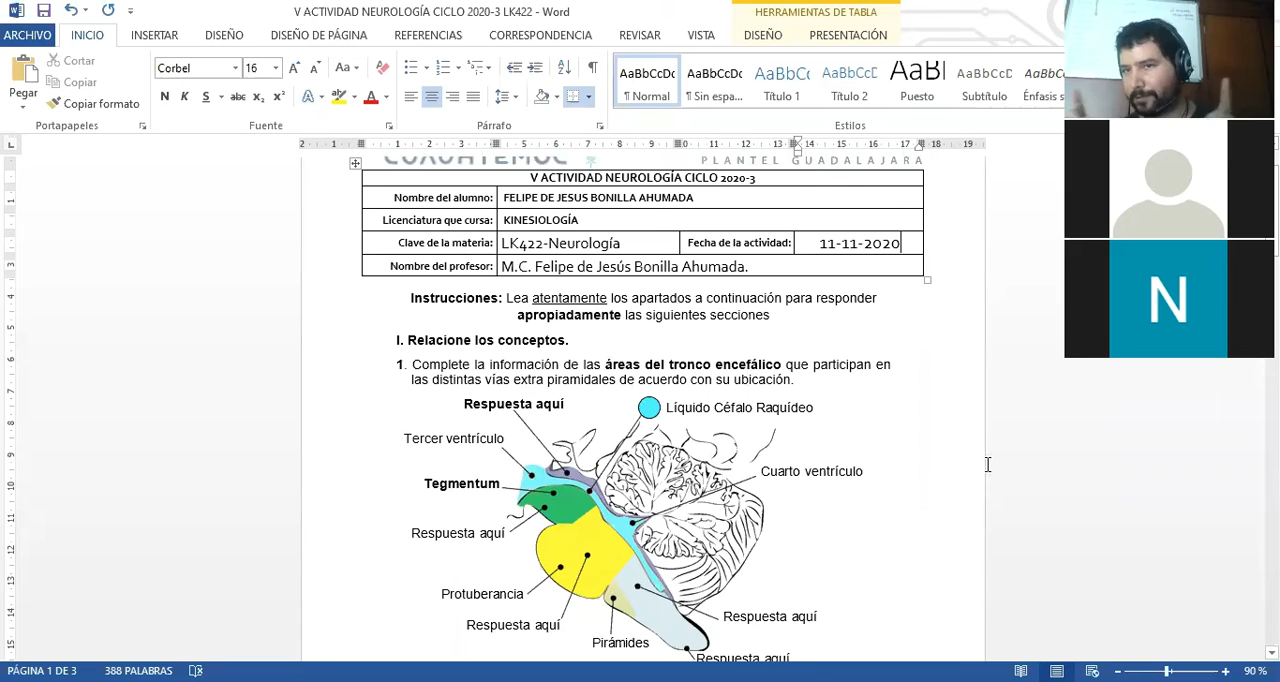 V ACTIVIDAD NEUROLOGÍA CICLO 2020-3 LK422 - Word
HERRAMIENTAS DE TABLA
ARCHIVO INICIO INSERTAR DISEÑO DISEÑO DE PÁGINA REFERENCIAS CORRESPONDENCIA REVISAR VISTA DISEÑO PRESENTACIÓN
Pegar
Cortar
Copiar
Copiar formato
Portapapeles
Corbel 16
N K S abc x₂ x²
Fuente
Párrafo
AaBbCcDc AaBbCcDc AaBbCc AaBbCcD AaBl AaBbCcD AaBbCcD
¶ Normal ¶ Sin espa... Título 1 Título 2 Puesto Subtítulo Énfasis s
Estilos
CUAUHTÉMOC
PLANTEL GUADALAJARA
V ACTIVIDAD NEUROLOGÍA CICLO 2020-3
Nombre del alumno: FELIPE DE JESUS BONILLA AHUMADA
Licenciatura que cursa: KINESIOLOGÍA
Clave de la materia: LK422-Neurología Fecha de la actividad: 11-11-2020
Nombre del profesor: M.C. Felipe de Jesús Bonilla Ahumada.
Instrucciones: Lea atentamente los apartados a continuación para responder
apropiadamente las siguientes secciones
I. Relacione los conceptos.
1. Complete la información de las áreas del tronco encefálico que participan en
las distintas vías extra piramidales de acuerdo con su ubicación.
Respuesta aquí
Líquido Céfalo Raquídeo
Tercer ventrículo
Cuarto ventrículo
Tegmentum
Respuesta aquí
Protuberancia
Respuesta aquí
Respuesta aquí
Pirámides
Respuesta aquí
N
PÁGINA 1 DE 3 388 PALABRAS
90 %